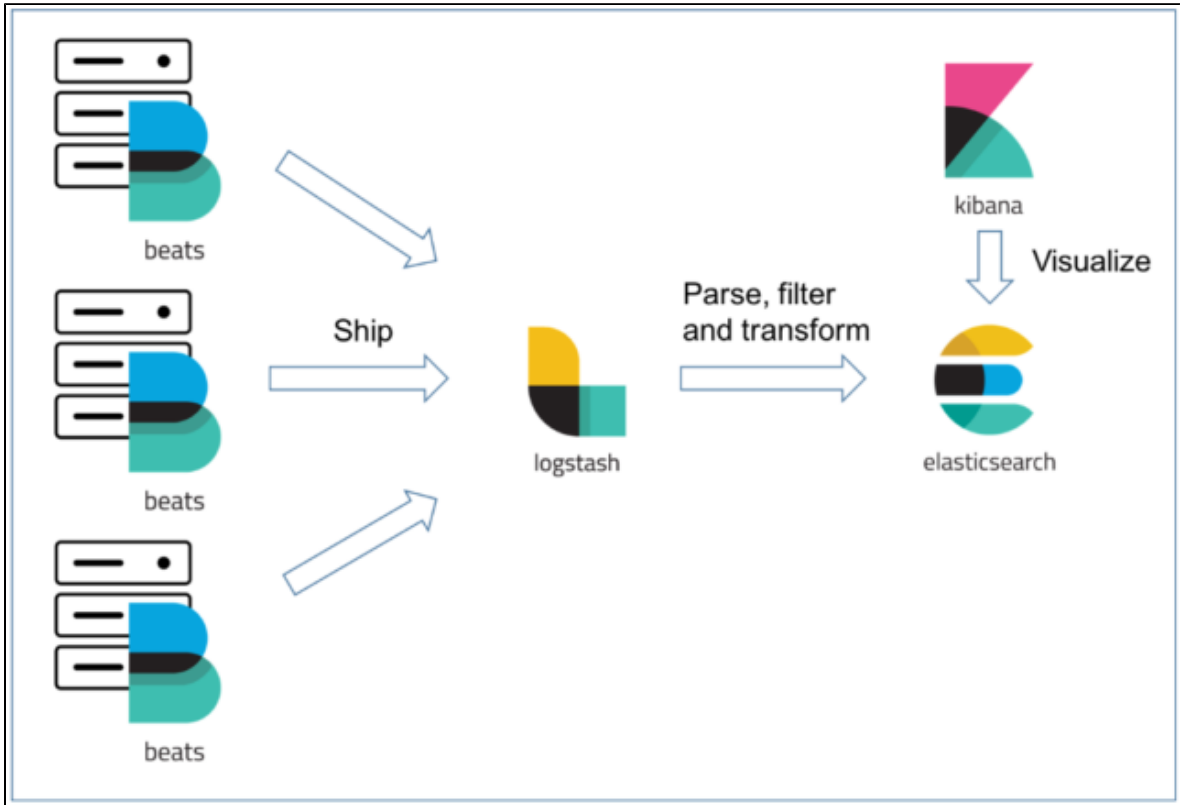 beats
beats
beats
Ship
logstash
Parse, filter
and transform
kibana
Visualize
elasticsearch